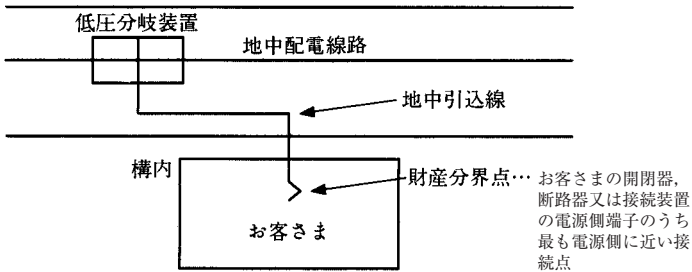 低圧分岐装置
地中配電線路
地中引込線
構内
財産分界点… お客さまの開閉器，
断路器又は接続装置
の電源側端子のうち
最も電源側に近い接
続点
お客さま